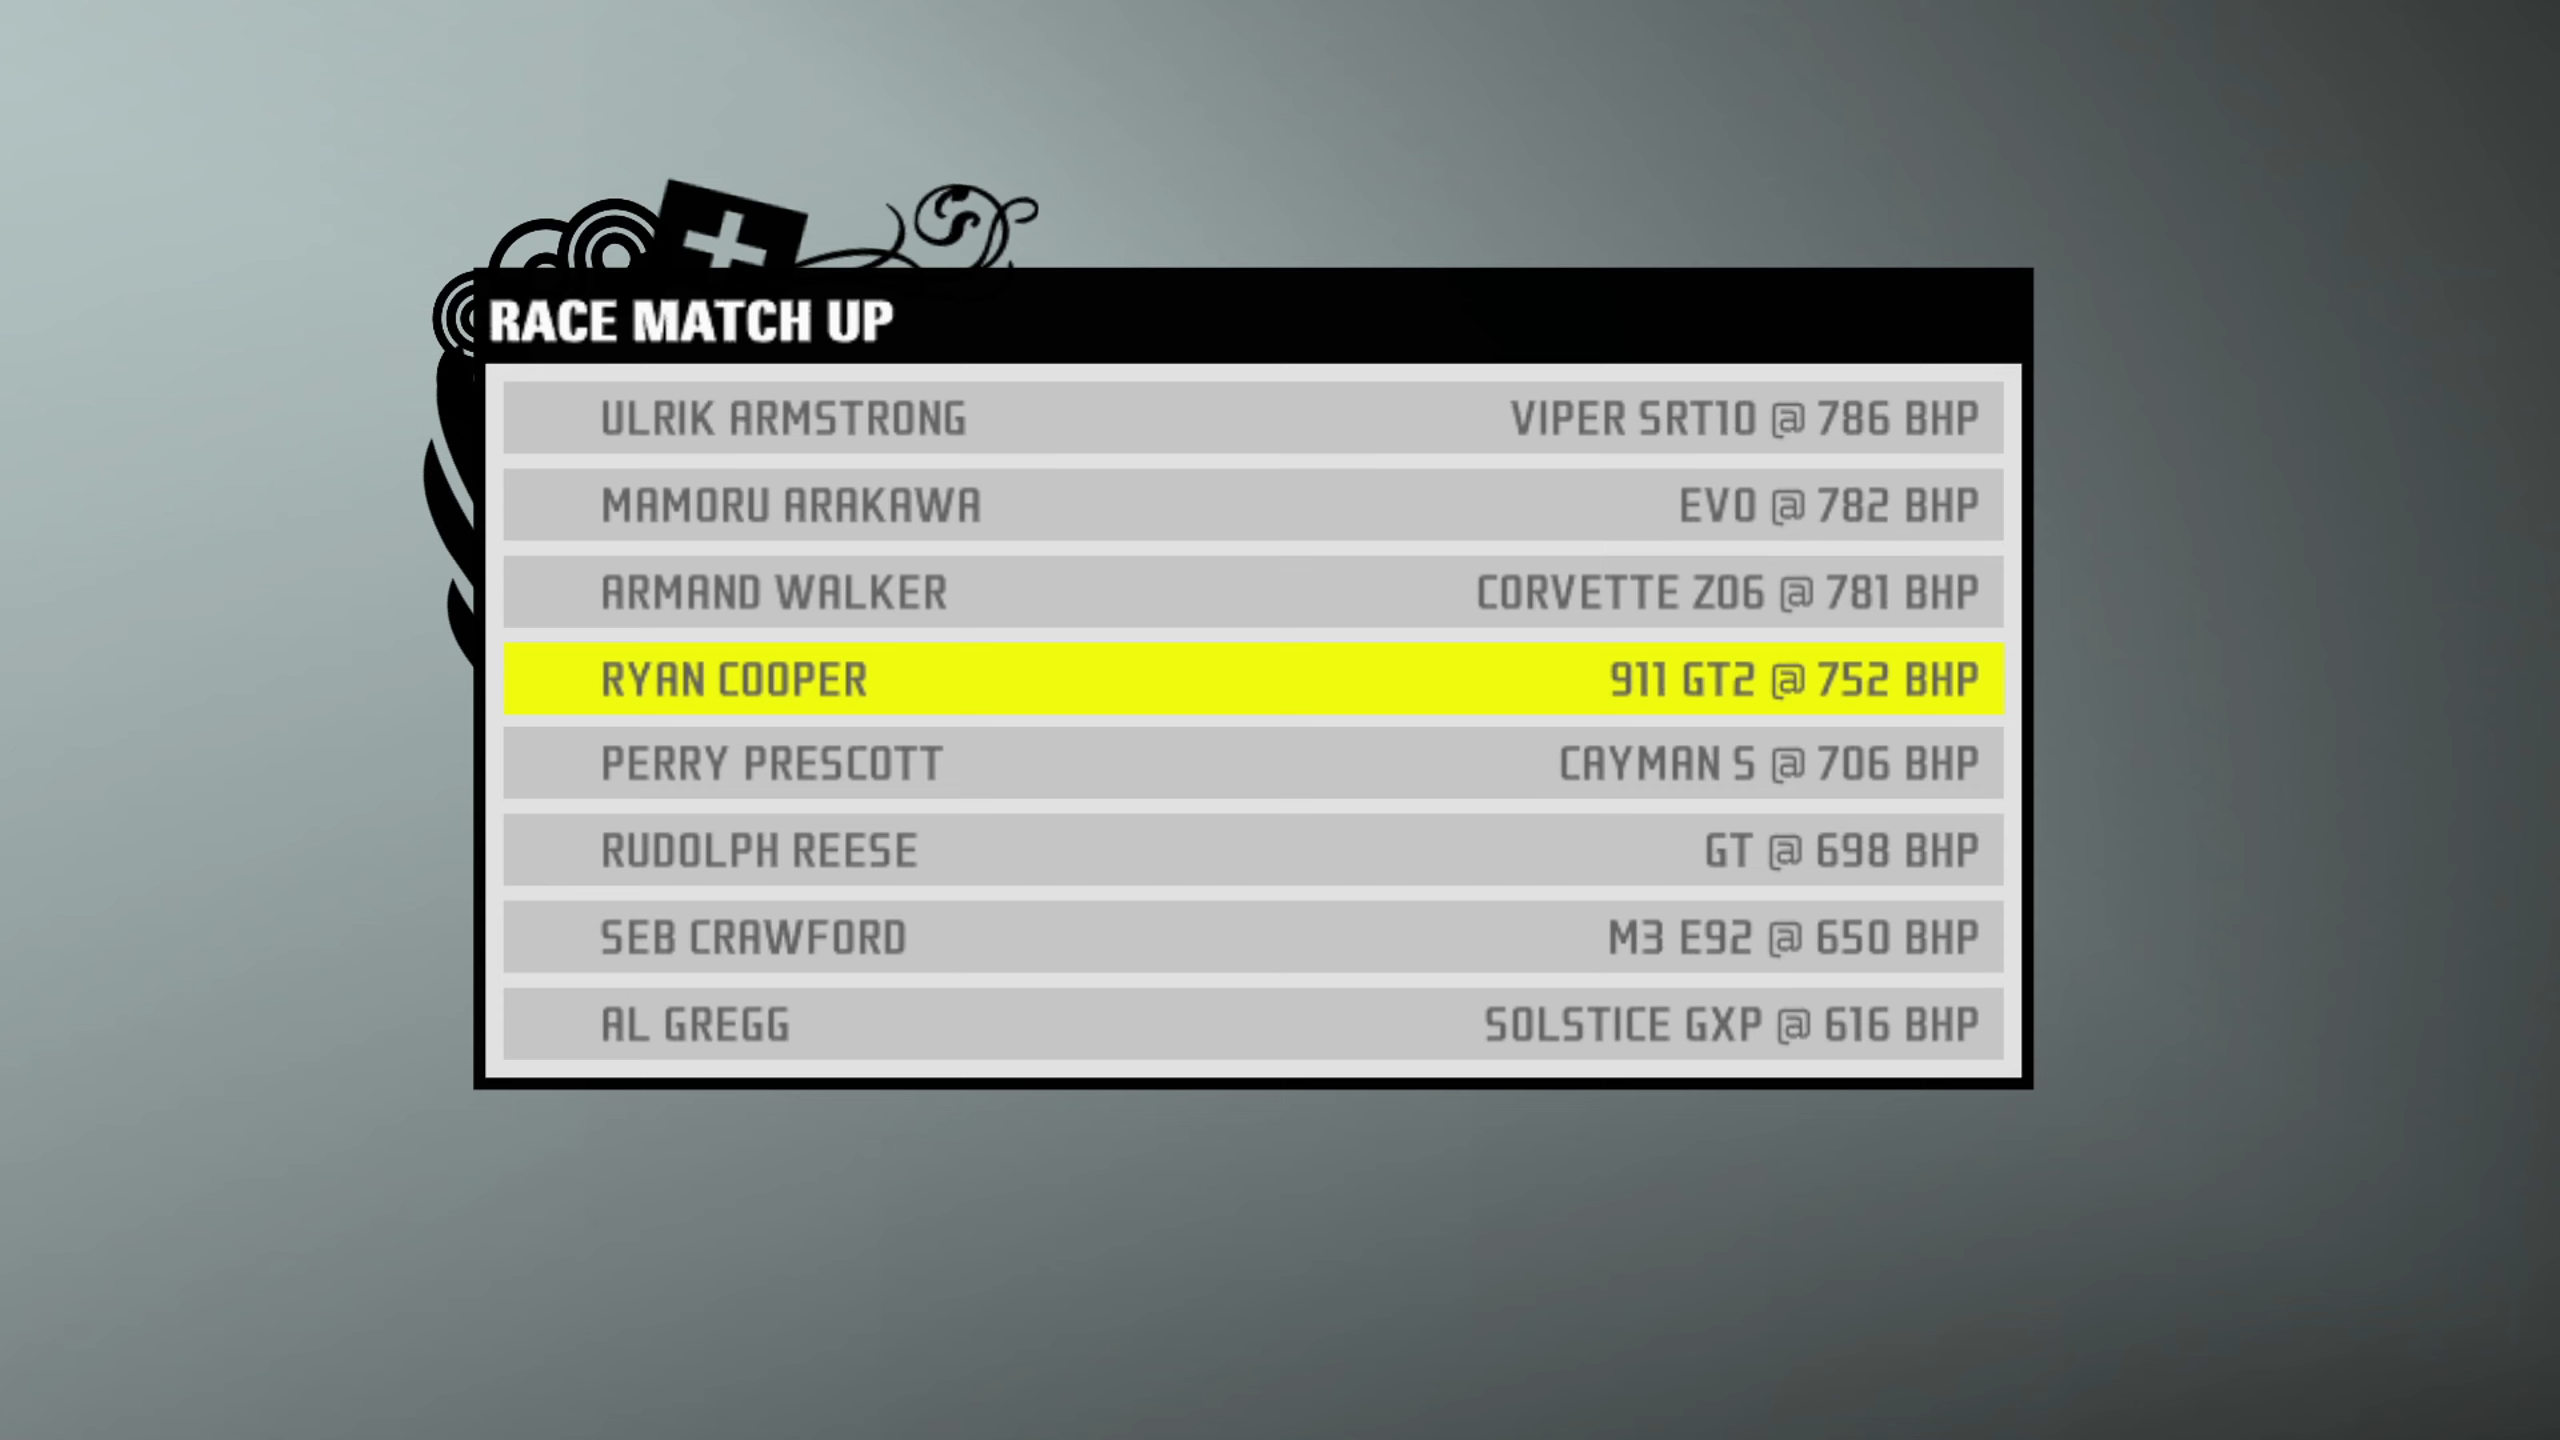 RACE MATCH UP
ULRIK ARMSTRONG VIPER SRT10 @ 786 BHP
MAMORU ARAKAWA EVO @ 782 BHP
ARMAND WALKER CORVETTE Z06 @ 781 BHP
RYAN COOPER 911 GT2 @ 752 BHP
PERRY PRESCOTT CAYMAN S @ 706 BHP
RUDOLPH REESE GT @ 698 BHP
SEB CRAWFORD M3 E92 @ 650 BHP
AL GREGG SOLSTICE GXP @ 616 BHP